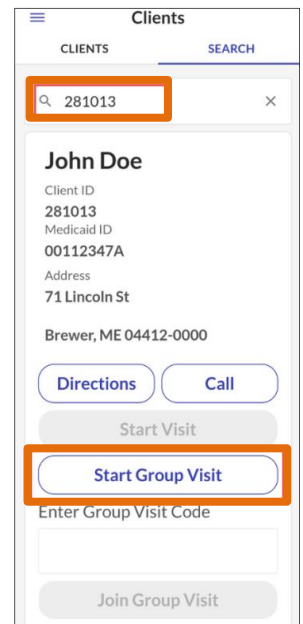 Clients
CLIENTS SEARCH
281013
John Doe
Client ID
281013
Medicaid ID
00112347A
Address
71 Lincoln St
Brewer, ME 04412-0000
Directions Call
Start Visit
Start Group Visit
Enter Group Visit Code
Join Group Visit